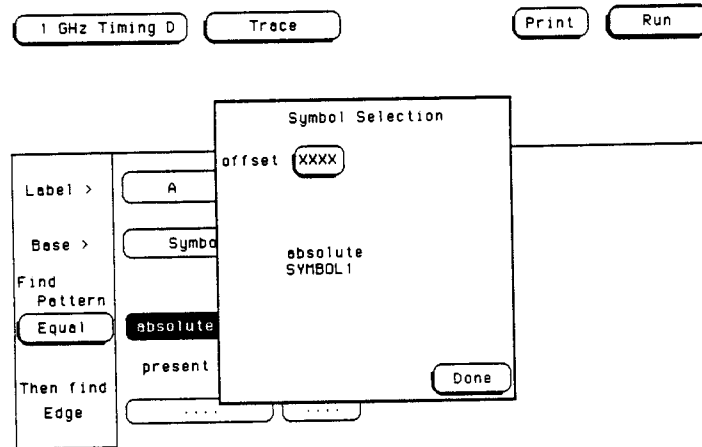 1 GHz Timing D Trace Print Run
Symbol Selection
offset XXXX
Label > A
Base > Symbo
absolute
SYMBOL1
Find
Pattern
Equal absolute
present
Done
Then find
Edge .... ....